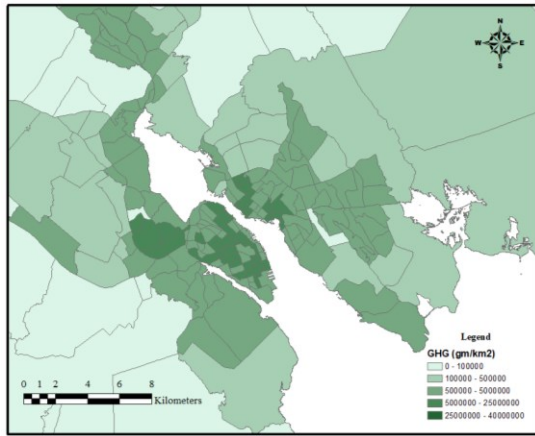 N
W E
S
Legend
GHG (gm/km2)
0 - 100000
100000 - 500000
500000 - 5000000
5000000 - 25000000
25000000 - 40000000
0 1 2 4 6 8
Kilometers